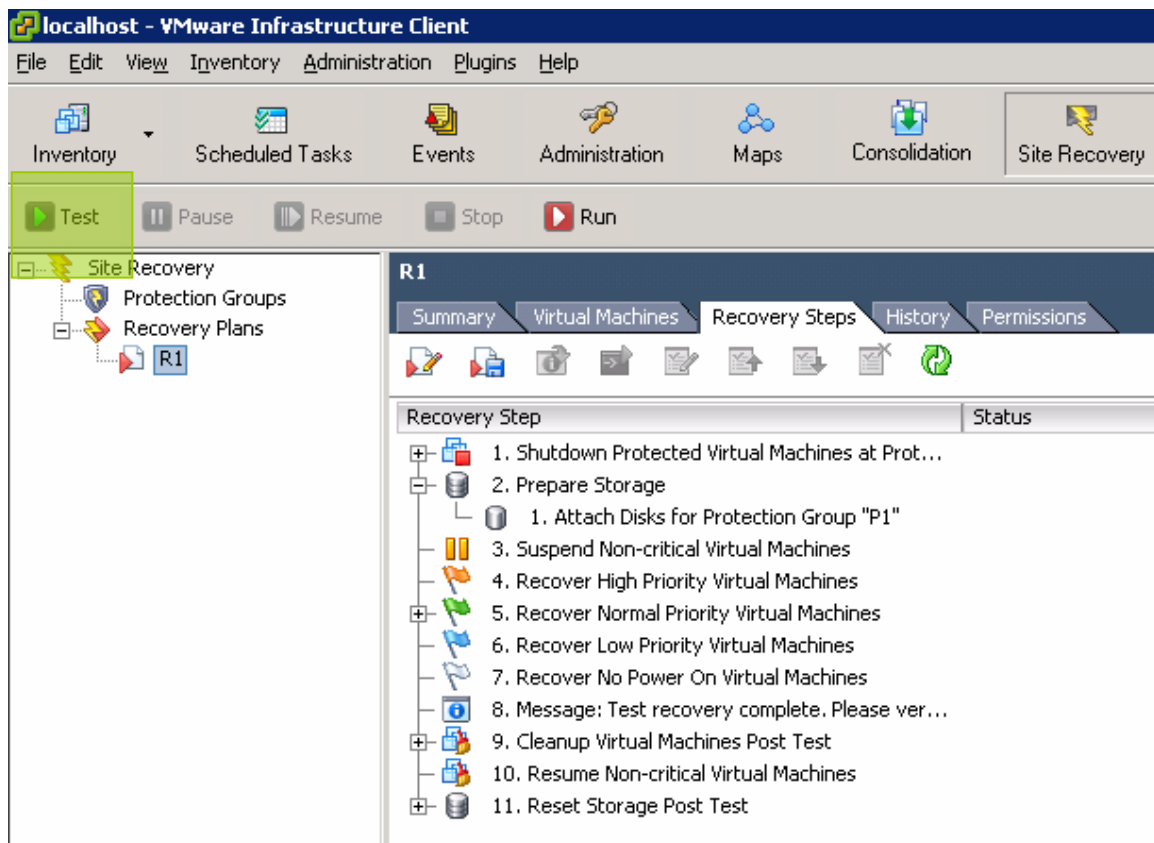 localhost - VMware Infrastructure Client
File Edit View Inventory Administration Plugins Help
Inventory Scheduled Tasks Events Administration Maps Consolidation Site Recovery
Test Pause Resume Stop Run
Site Recovery
Protection Groups
Recovery Plans
R1
R1
Summary Virtual Machines Recovery Steps History Permissions
Recovery Step Status
1. Shutdown Protected Virtual Machines at Prot...
2. Prepare Storage
1. Attach Disks for Protection Group "P1"
3. Suspend Non-critical Virtual Machines
4. Recover High Priority Virtual Machines
5. Recover Normal Priority Virtual Machines
6. Recover Low Priority Virtual Machines
7. Recover No Power On Virtual Machines
8. Message: Test recovery complete. Please ver...
9. Cleanup Virtual Machines Post Test
10. Resume Non-critical Virtual Machines
11. Reset Storage Post Test